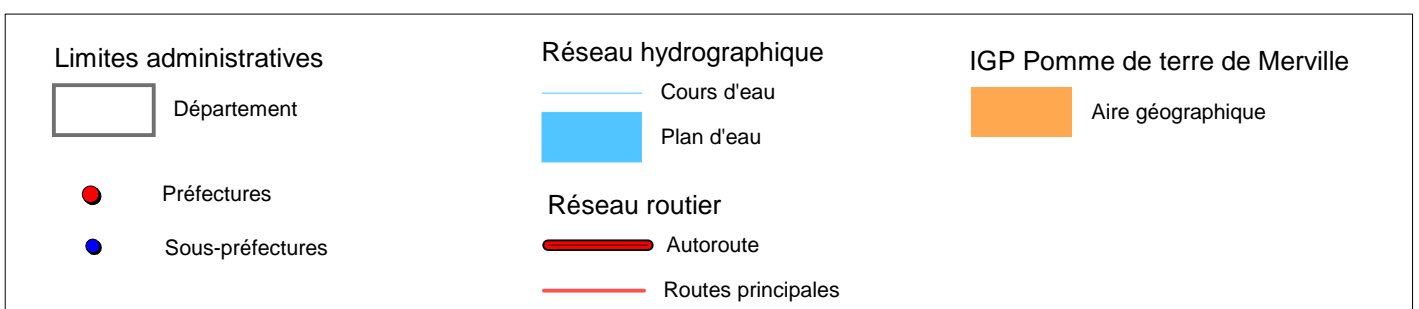 Limites administratives
Département
Préfectures
Sous-préfectures
Réseau hydrographique
Cours d'eau
Plan d'eau
Réseau routier
Autoroute
Routes principales
IGP Pomme de terre de Merville
Aire géographique